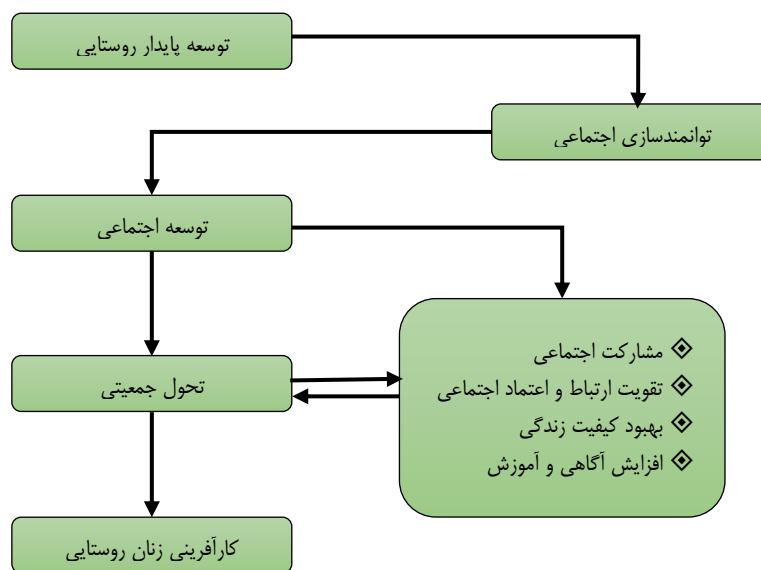 توسعه پایدار روستایی
توانمندسازی اجتماعی
توسعه اجتماعی
مشارکت اجتماعی
تقویت ارتباط و اعتماد اجتماعی
بهبود کیفیت زندگی
افزایش آگاهی و آموزش
تحول جمعیتی
کارآفرینی زنان روستایی